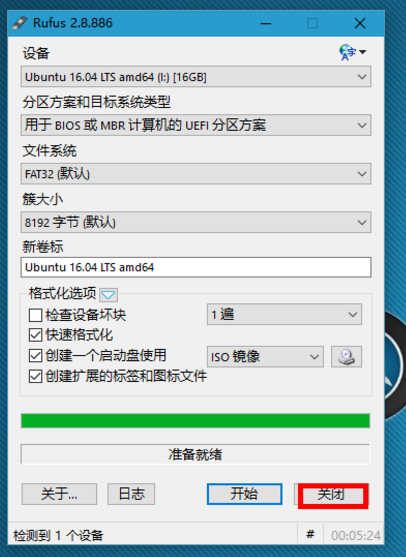 Rufus 2.8.886
设备
Ubuntu 16.04 LTS amd64 (I:) [16GB]
分区方案和目标系统类型
用于 BIOS 或 MBR 计算机的 UEFI 分区方案
文件系统
FAT32 (默认)
簇大小
8192 字节 (默认)
新卷标
Ubuntu 16.04 LTS amd64
格式化选项
检查设备坏块 1 遍
快速格式化
创建一个启动盘使用 ISO 镜像
创建扩展的标签和图标文件
准备就绪
关于... 日志 开始 关闭
检测到 1 个设备 # 00:05:24